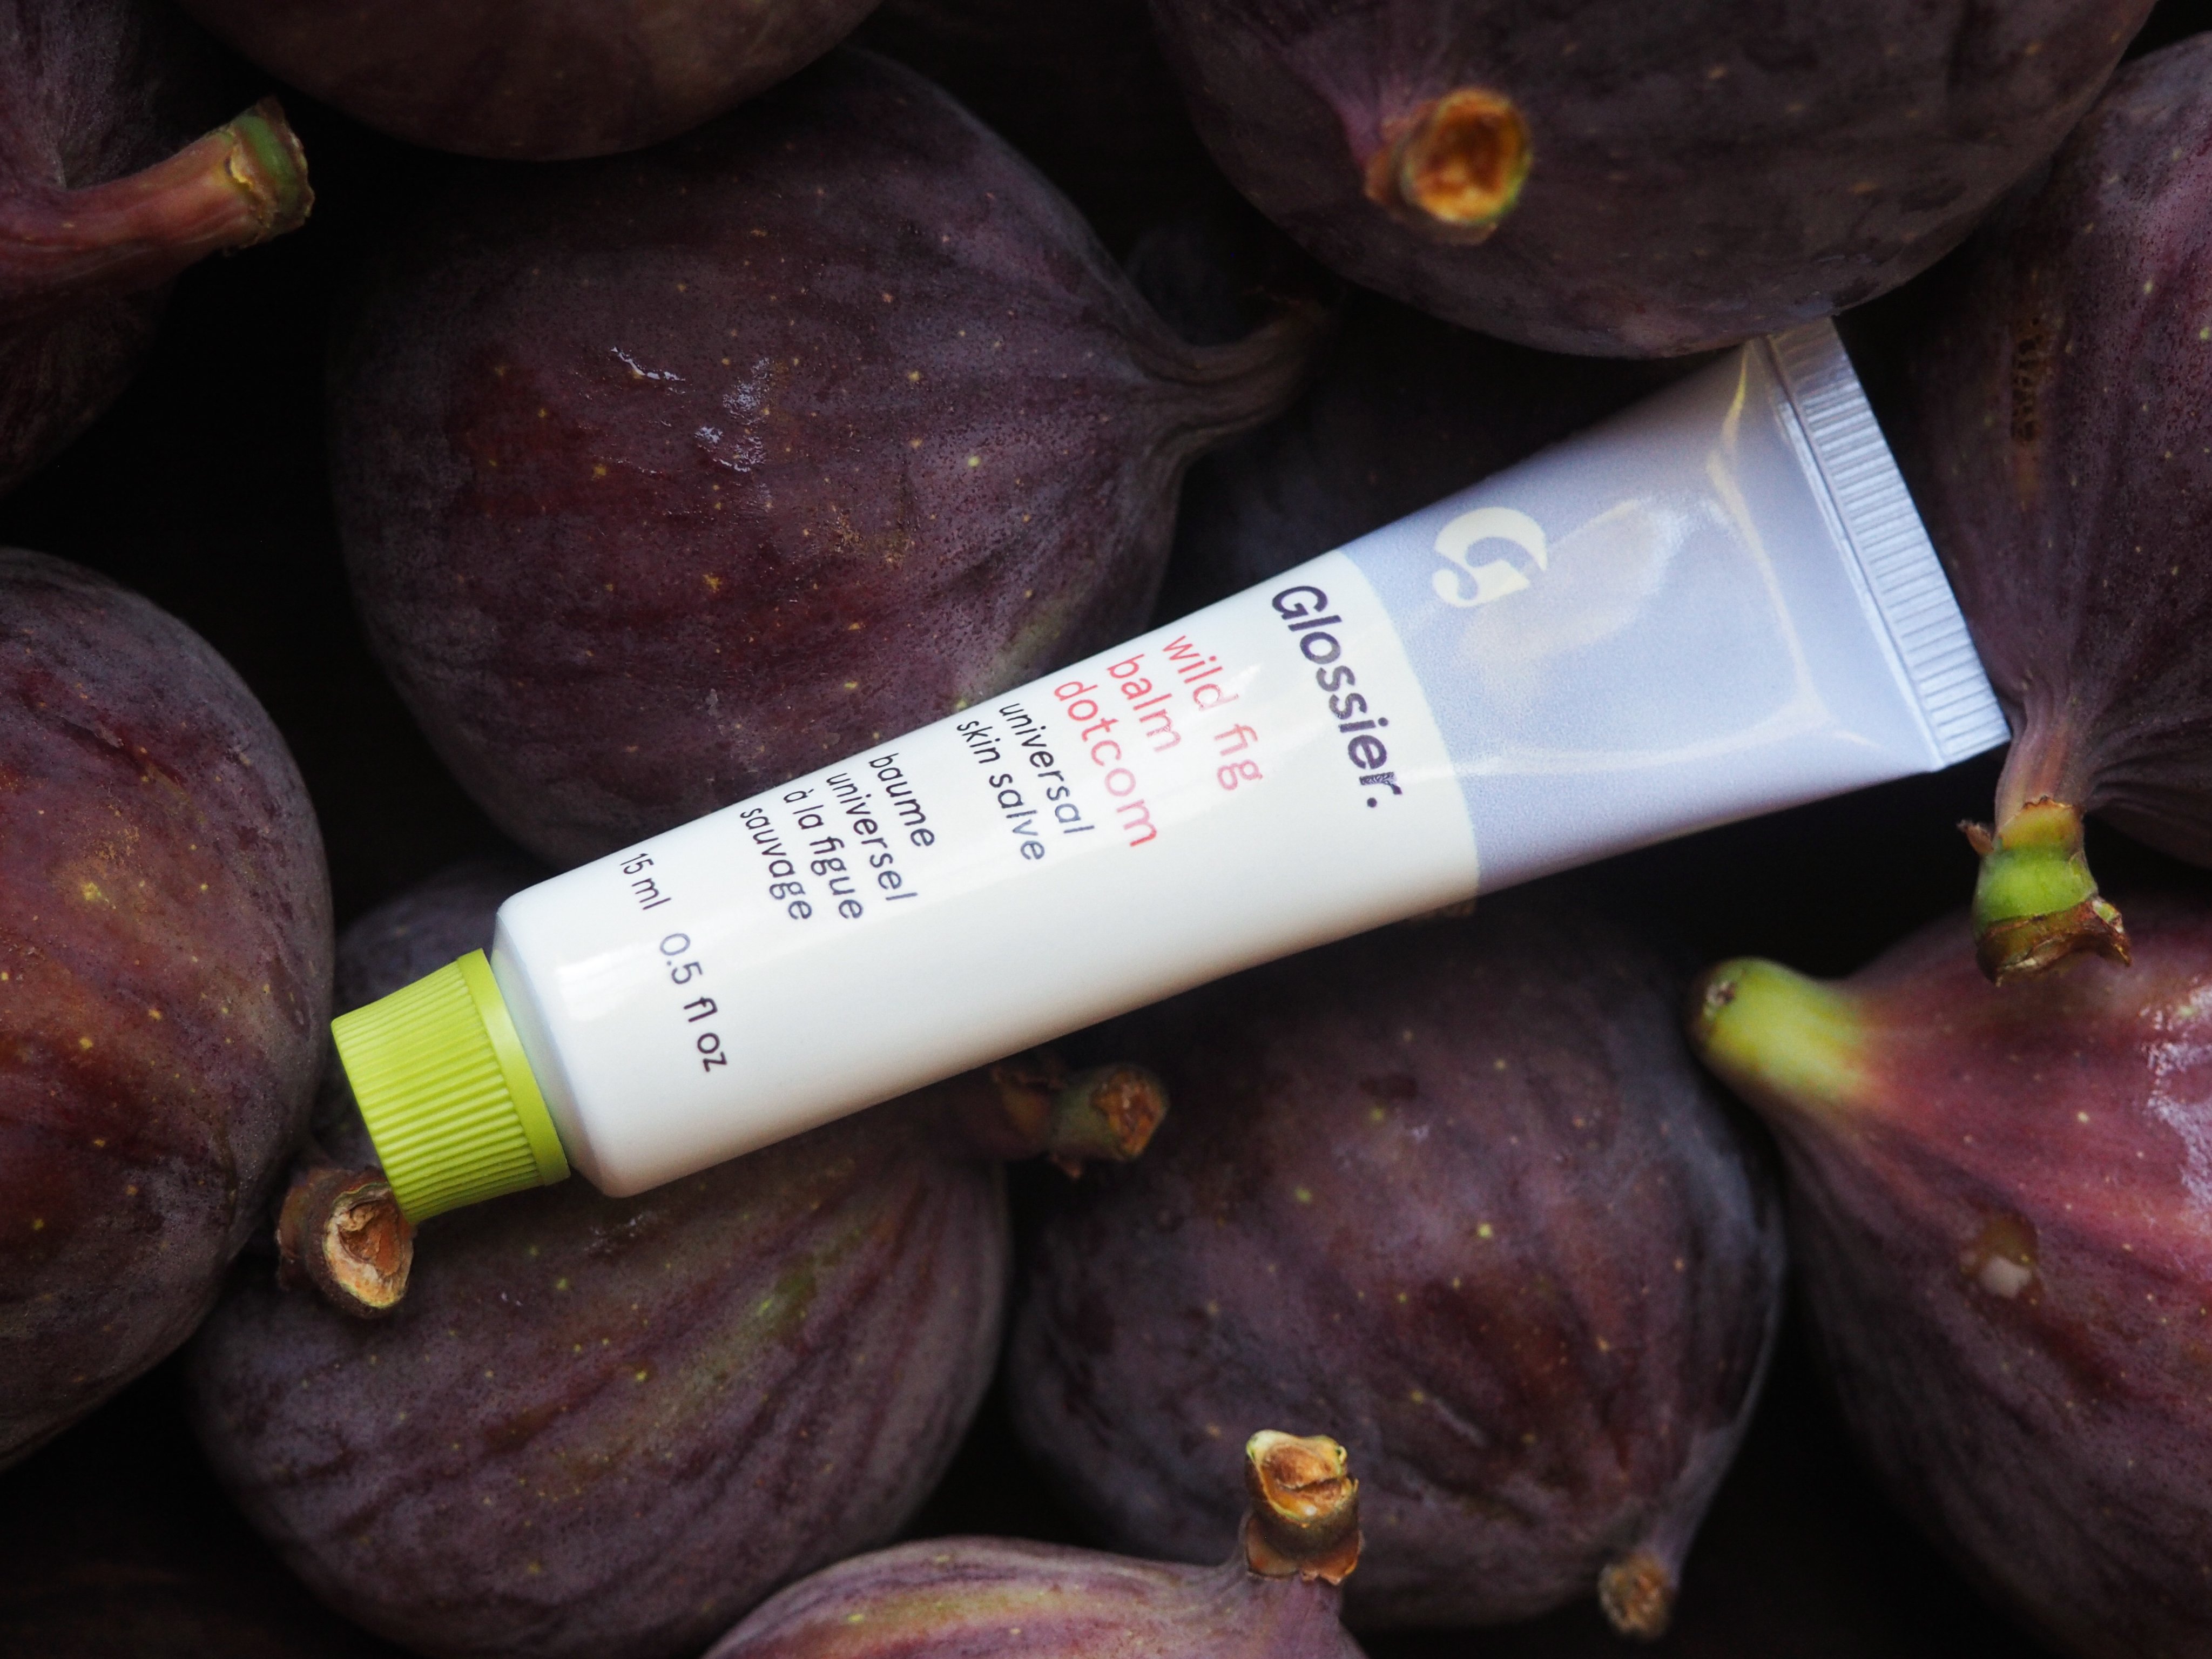 G
Glossier.
wild fig
balm
dotcom
universal
skin salve
baume
universel
à la figue
sauvage
15 ml 0.5 fl oz